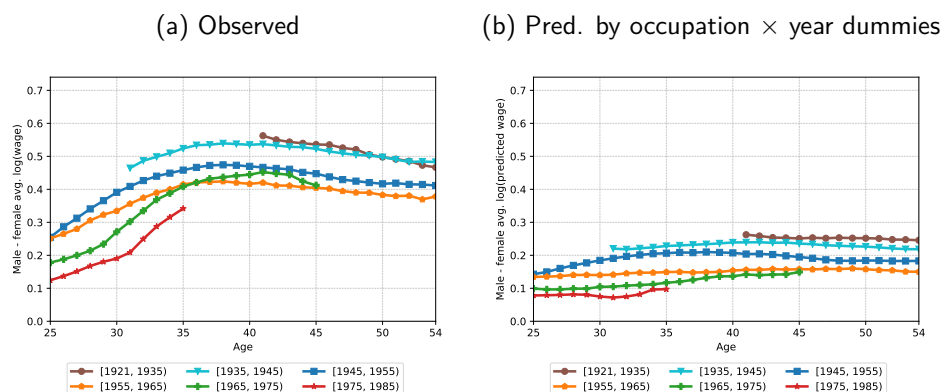 (a) Observed
(b) Pred. by occupation × year dummies
Male - female avg. log(wage)
0.7
0.6
0.5
0.4
0.3
0.2
0.1
0.0
25 30 35 40 45 50 54
Age
[1921, 1935) [1935, 1945) [1945, 1955)
[1955, 1965) [1965, 1975) [1975, 1985)
Male - female avg. log(predicted wage)
0.7
0.6
0.5
0.4
0.3
0.2
0.1
0.0
25 30 35 40 45 50 54
Age
[1921, 1935) [1935, 1945) [1945, 1955)
[1955, 1965) [1965, 1975) [1975, 1985)